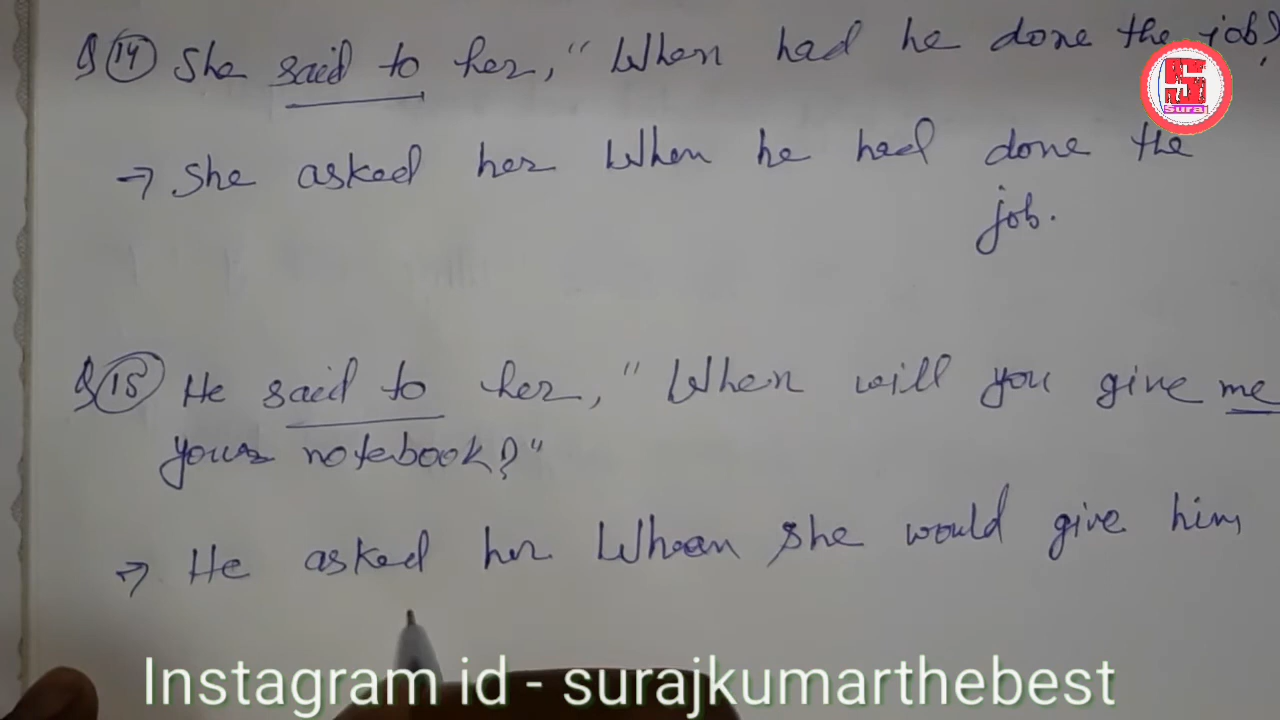 Q (14) She said to her, "When had he done the job?
S
Suraj
→ She asked her When he had done the
job.
Q (15) He said to her, "When will you give me
your notebook?"
→ He asked her When she would give him
Instagram id - surajkumarthebest